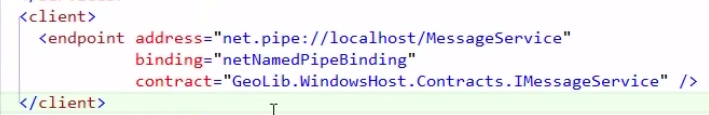 <client>
<endpoint address="net.pipe://localhost/MessageService"
binding="netNamedPipeBinding"
contract="GeoLib.WindowsHost.Contracts.IMessageService" />
</client>